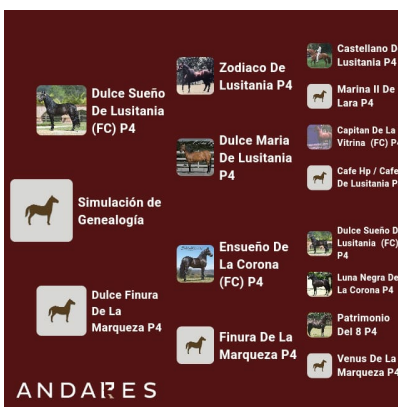 Castellano D
Lusitania P4
Zodiaco De
Lusitania P4
Marina II De
Lara P4
Dulce Sueño
De Lusitania
(FC) P4
Capitan De La
Vitrina (FC) P4
Dulce Maria
De Lusitania
P4
Cafe Hp / Cafe
De Lusitania P
Simulación de
Genealogía
Dulce Sueño D
Lusitania (FC)
P4
Ensueño De
La Corona
(FC) P4
Luna Negra De
La Corona P4
Dulce Finura
De La
Marqueza P4
Patrimonio
Del 8 P4
Finura De La
Marqueza P4
Venus De La
Marqueza P4
ANDARES